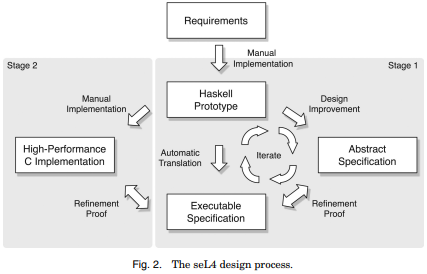 Requirements
Stage 2
Manual
Implementation
Stage 1
Manual
Implementation
Haskell
Prototype
Design
Improvement
High-Performance
C Implementation
Automatic
Translation
Iterate
Abstract
Specification
Refinement
Proof
Executable
Specification
Refinement
Proof
Fig. 2. The seL4 design process.